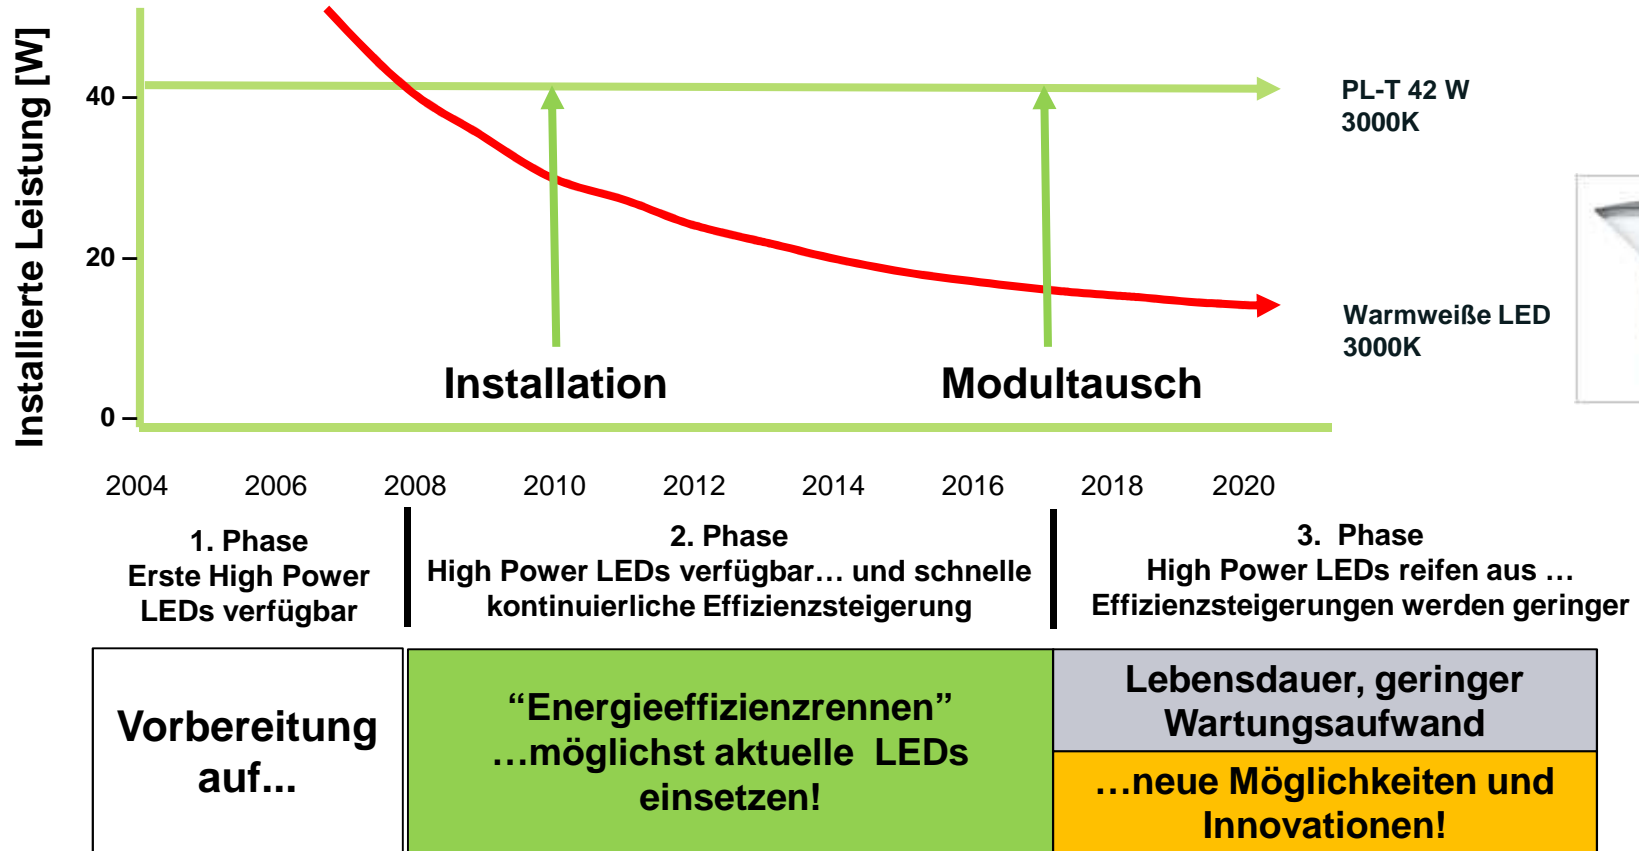 Installierte Leistung [W]
40
20
0
PL-T 42 W
3000K
Warmweiße LED
3000K
Installation
Modultausch
2004 2006 2008 2010 2012 2014 2016 2018 2020
1. Phase
Erste High Power
LEDs verfügbar
2. Phase
High Power LEDs verfügbar… und schnelle
kontinuierliche Effizienzsteigerung
3. Phase
High Power LEDs reifen aus …
Effizienzsteigerungen werden geringer
Vorbereitung
auf...
“Energieeffizienzrennen”
…möglichst aktuelle LEDs
einsetzen!
Lebensdauer, geringer
Wartungsaufwand
…neue Möglichkeiten und
Innovationen!